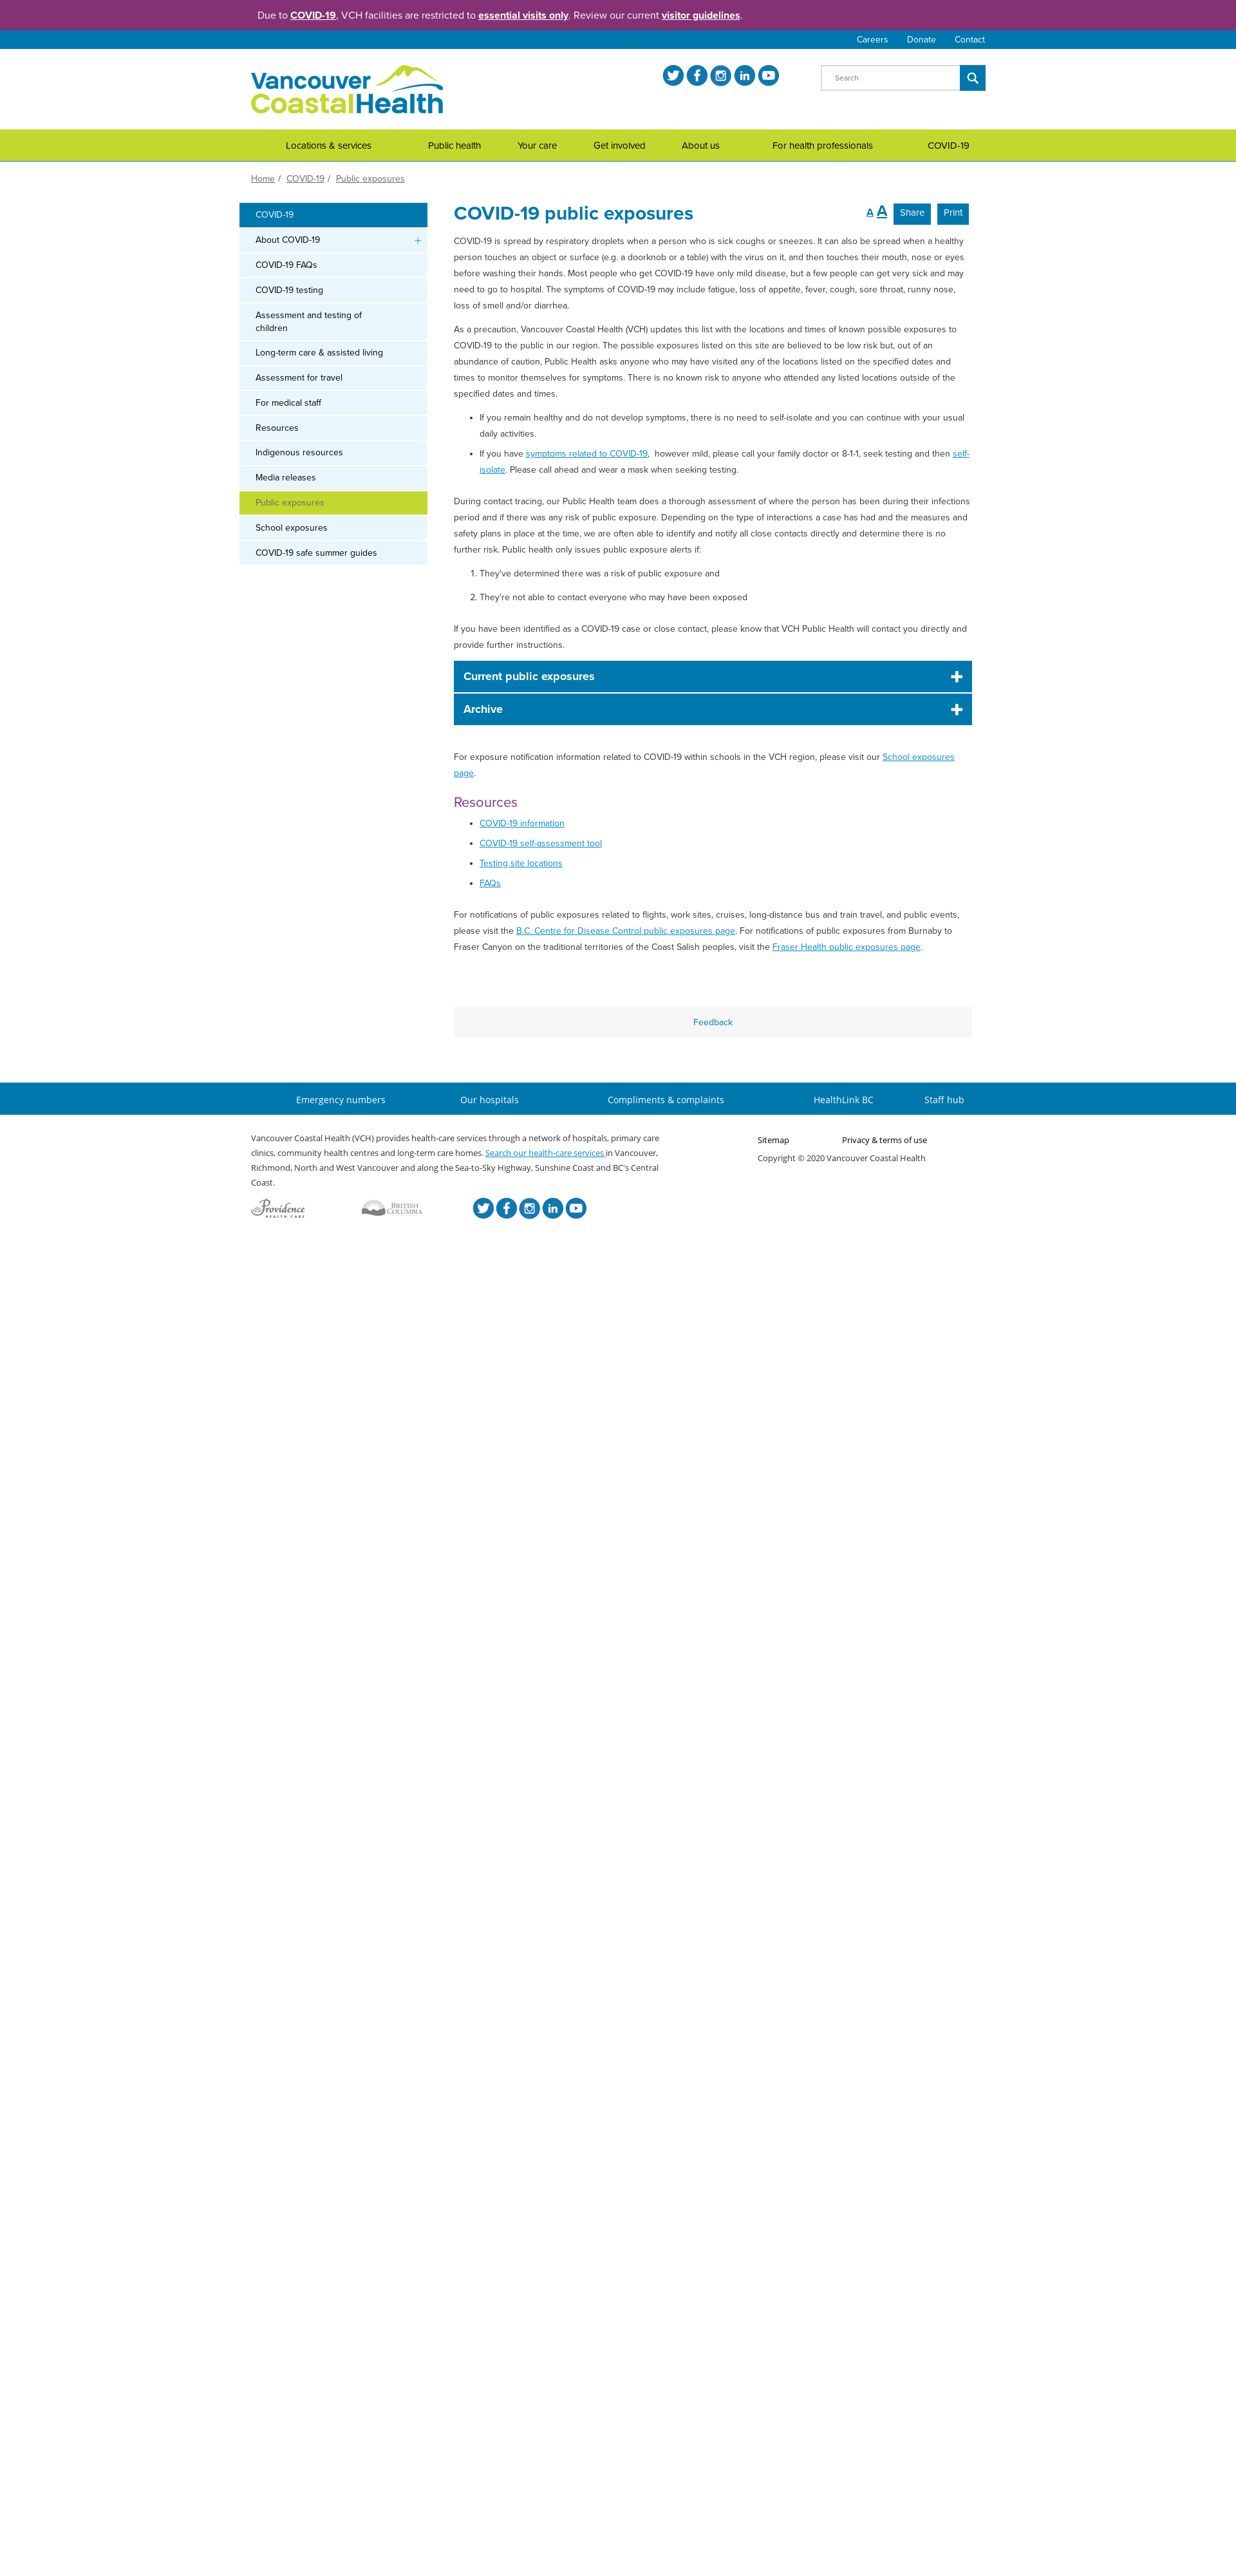 Due to COVID-19, VCH facilities are restricted to essential visits only. Review our current visitor guidelines.
Careers Donate Contact
Vancouver
CoastalHealth
Search
Locations & services Public health Your care Get involved About us For health professionals COVID-19
Home / COVID-19 / Public exposures
COVID-19
About COVID-19
COVID-19 FAQs
COVID-19 testing
Assessment and testing of
children
Long-term care & assisted living
Assessment for travel
For medical staff
Resources
Indigenous resources
Media releases
Public exposures
School exposures
COVID-19 safe summer guides
COVID-19 public exposures
A A Share Print
COVID-19 is spread by respiratory droplets when a person who is sick coughs or sneezes. It can also be spread when a healthy
person touches an object or surface (e.g. a doorknob or a table) with the virus on it, and then touches their mouth, nose or eyes
before washing their hands. Most people who get COVID-19 have only mild disease, but a few people can get very sick and may
need to go to hospital. The symptoms of COVID-19 may include fatigue, loss of appetite, fever, cough, sore throat, runny nose,
loss of smell and/or diarrhea.
As a precaution, Vancouver Coastal Health (VCH) updates this list with the locations and times of known possible exposures to
COVID-19 to the public in our region. The possible exposures listed on this site are believed to be low risk but, out of an
abundance of caution, Public Health asks anyone who may have visited any of the locations listed on the specified dates and
times to monitor themselves for symptoms. There is no known risk to anyone who attended any listed locations outside of the
specified dates and times.
• If you remain healthy and do not develop symptoms, there is no need to self-isolate and you can continue with your usual
daily activities.
• If you have symptoms related to COVID-19, however mild, please call your family doctor or 8-1-1, seek testing and then self-
isolate. Please call ahead and wear a mask when seeking testing.
During contact tracing, our Public Health team does a thorough assessment of where the person has been during their infections
period and if there was any risk of public exposure. Depending on the type of interactions a case has had and the measures and
safety plans in place at the time, we are often able to identify and notify all close contacts directly and determine there is no
further risk. Public health only issues public exposure alerts if:
1. They've determined there was a risk of public exposure and
2. They're not able to contact everyone who may have been exposed
If you have been identified as a COVID-19 case or close contact, please know that VCH Public Health will contact you directly and
provide further instructions.
Current public exposures
Archive
For exposure notification information related to COVID-19 within schools in the VCH region, please visit our School exposures
page.
Resources
• COVID-19 information
• COVID-19 self-assessment tool
• Testing site locations
• FAQs
For notifications of public exposures related to flights, work sites, cruises, long-distance bus and train travel, and public events,
please visit the B.C. Centre for Disease Control public exposures page. For notifications of public exposures from Burnaby to
Fraser Canyon on the traditional territories of the Coast Salish peoples, visit the Fraser Health public exposures page.
Feedback
Emergency numbers Our hospitals Compliments & complaints HealthLink BC Staff hub
Vancouver Coastal Health (VCH) provides health-care services through a network of hospitals, primary care
clinics, community health centres and long-term care homes. Search our health-care services in Vancouver,
Richmond, North and West Vancouver and along the Sea-to-Sky Highway, Sunshine Coast and BC's Central
Coast.
Sitemap Privacy & terms of use
Copyright © 2020 Vancouver Coastal Health
Providence
HEALTH CARE
BRITISH
COLUMBIA